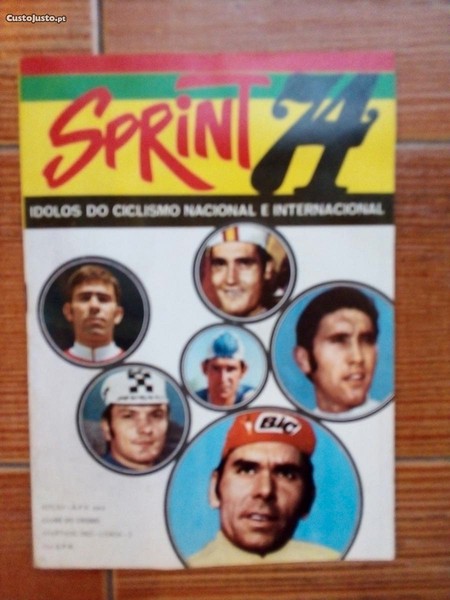 CustoJusto.pt
SPRINT 74
IDOLOS DO CICLISMO NACIONAL E INTERNACIONAL
BIC